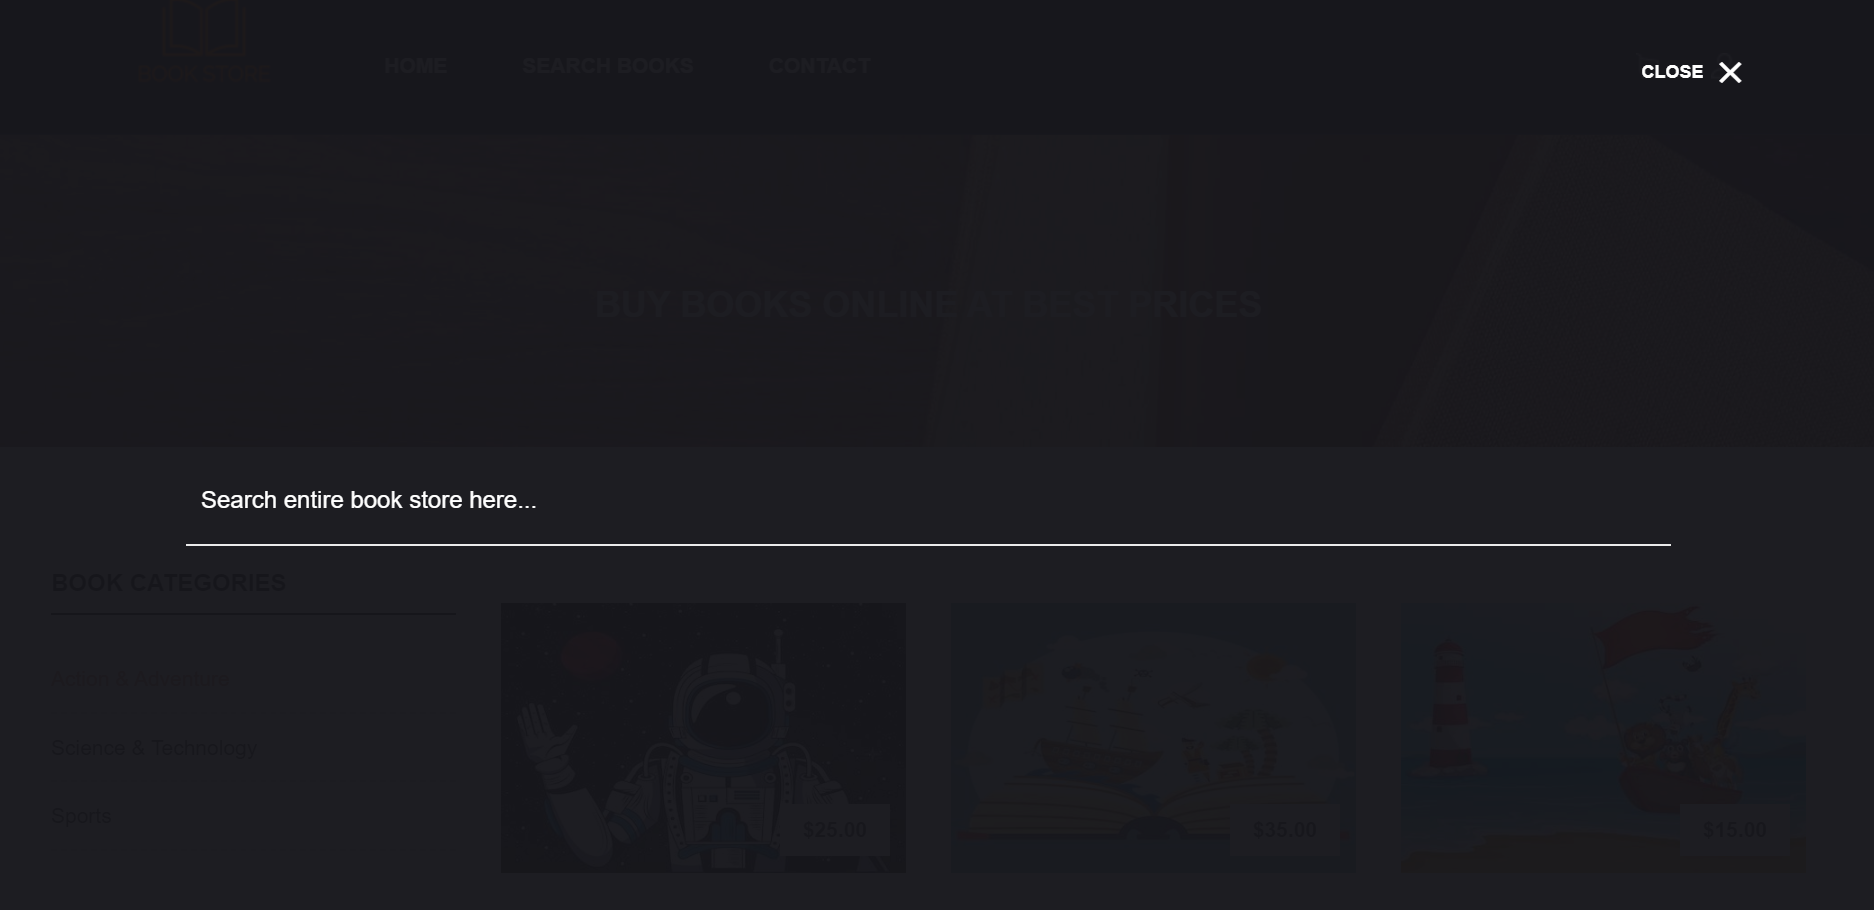 HOME SEARCH BOOKS CONTACT
CLOSE
BUY BOOKS ONLINE AT BEST PRICES
Search entire book store here...
BOOK CATEGORIES
Action & Adventure
Science & Technology
Sports
$25.00
$35.00
$15.00